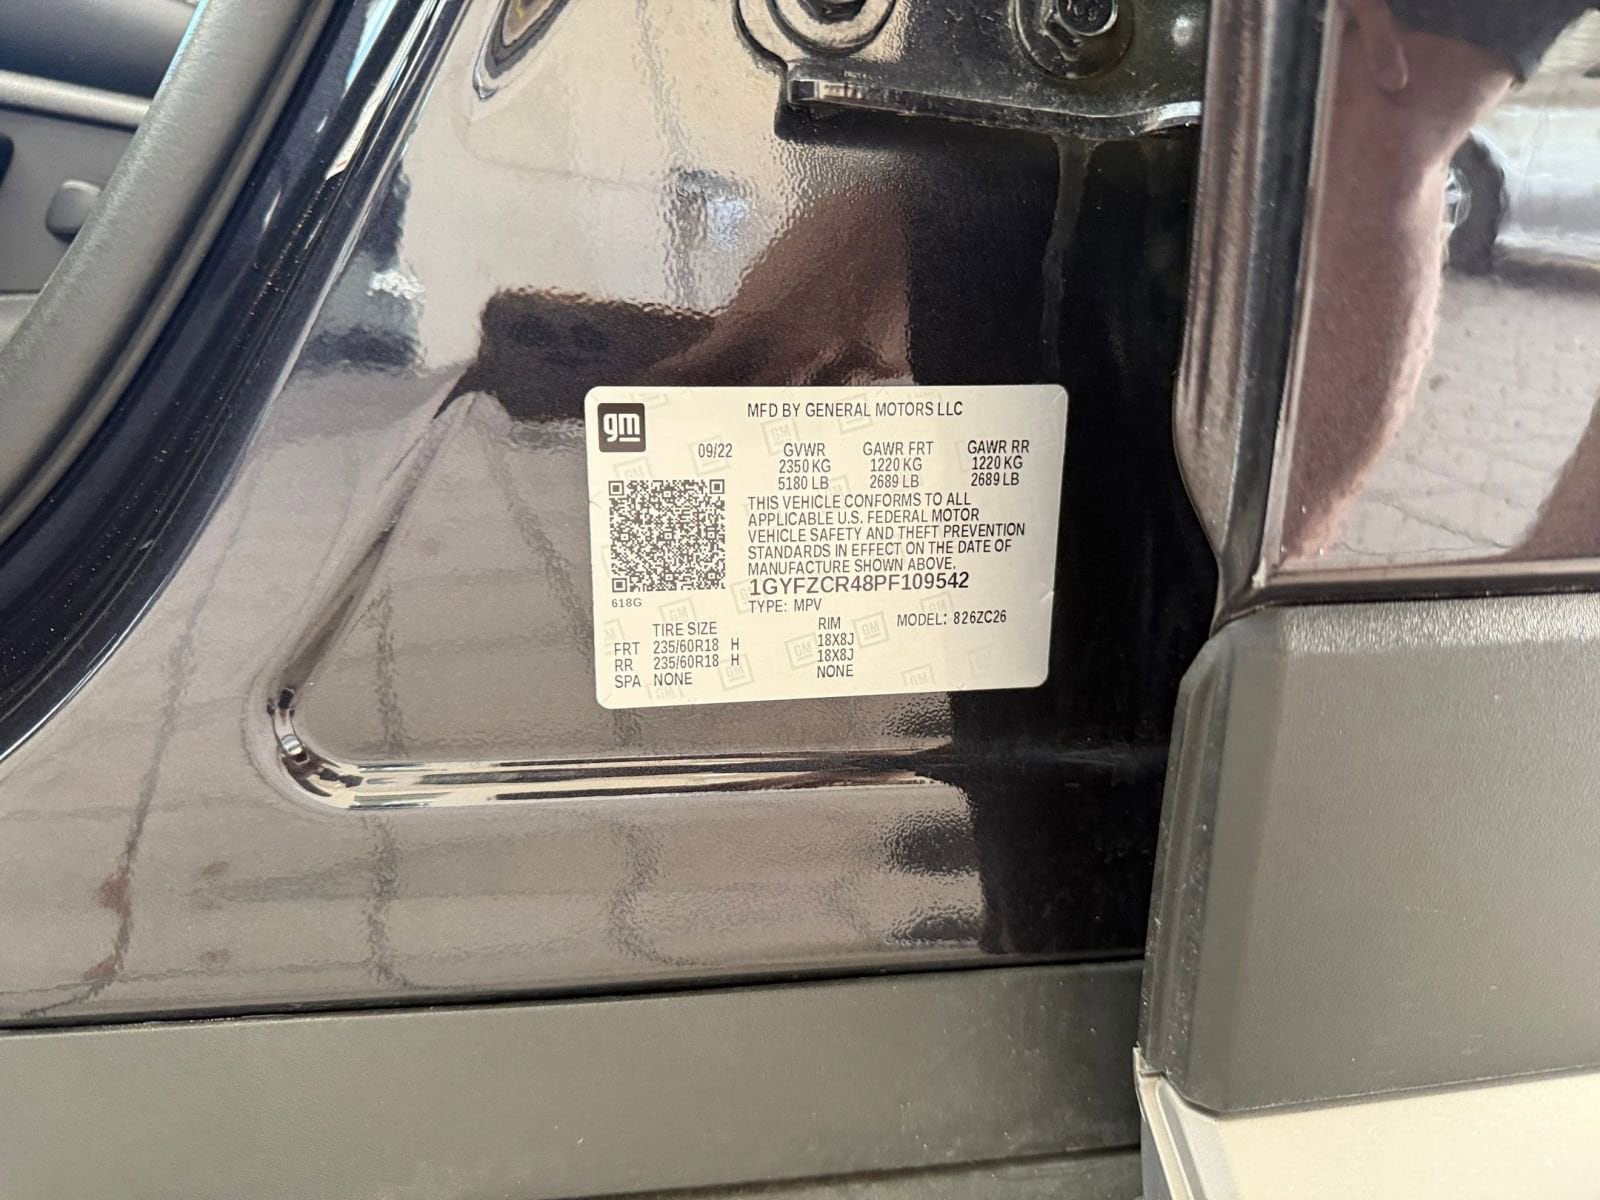 gm
MFD BY GENERAL MOTORS LLC
09/22 GVWR GAWR FRT GAWR RR
2350 KG 1220 KG 1220 KG
5180 LB 2689 LB 2689 LB
THIS VEHICLE CONFORMS TO ALL
APPLICABLE U.S. FEDERAL MOTOR
VEHICLE SAFETY AND THEFT PREVENTION
STANDARDS IN EFFECT ON THE DATE OF
MANUFACTURE SHOWN ABOVE.
1GYFZCR48PF109542
618G
TYPE: MPV
TIRE SIZE RIM MODEL: 826ZC26
FRT 235/60R18 H 18X8J
RR 235/60R18 H 18X8J
SPA NONE NONE